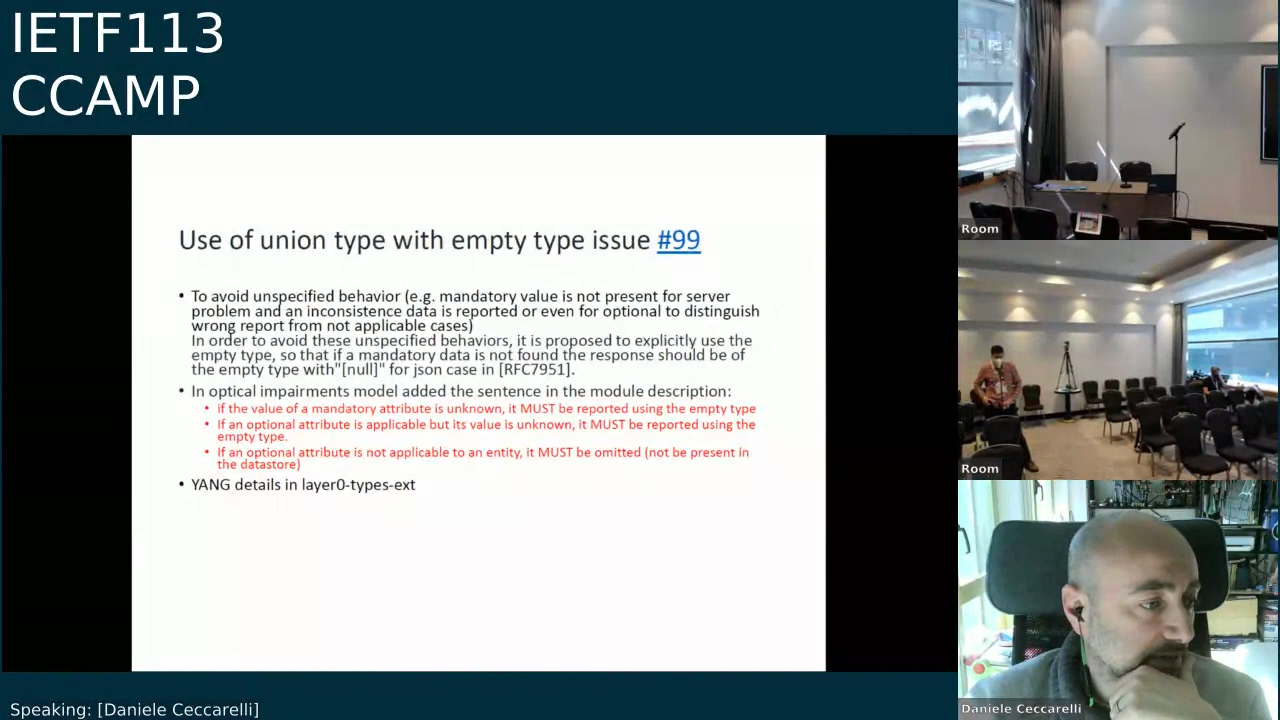 IETF113
CCAMP
Use of union type with empty type issue #99
• To avoid unspecified behavior (e.g. mandatory value is not present for server
problem and an inconsistence data is reported or even for optional to distinguish
wrong report from not applicable cases)
In order to avoid these unspecified behaviors, it is proposed to explicitly use the
empty type, so that if a mandatory data is not found the response should be of
the empty type with"[null]" for json case in [RFC7951].
• In optical impairments model added the sentence in the module description:
• if the value of a mandatory attribute is unknown, it MUST be reported using the empty type
• If an optional attribute is applicable but its value is unknown, it MUST be reported using the
empty type.
• If an optional attribute is not applicable to an entity, it MUST be omitted (not be present in
the datastore)
• YANG details in layer0-types-ext
Room
Room
Daniele Ceccarelli
Speaking: [Daniele Ceccarelli]